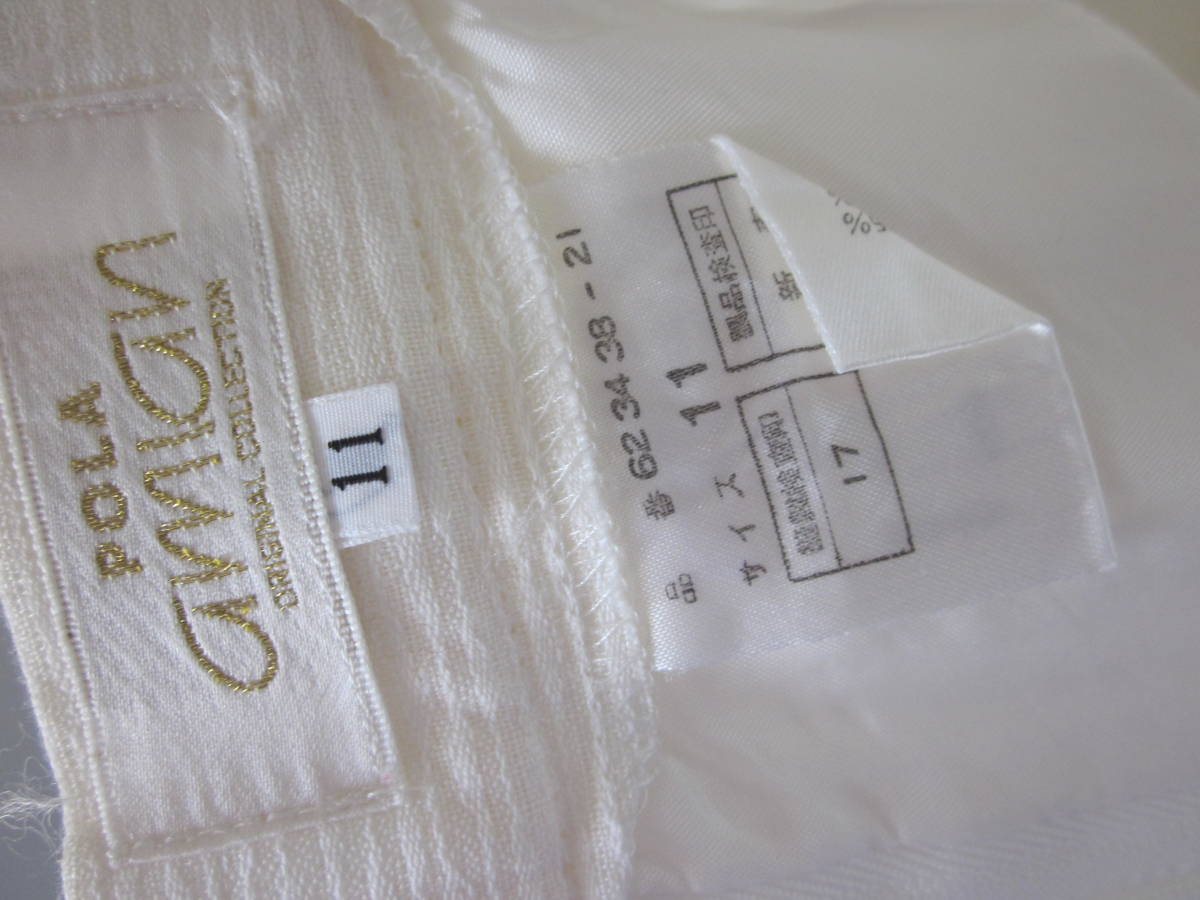 POLA
amian
ORIGINAL COLLECTION
11
品番 62 34 38 - 21
サイズ 11
製品検査印
新
%
%
17